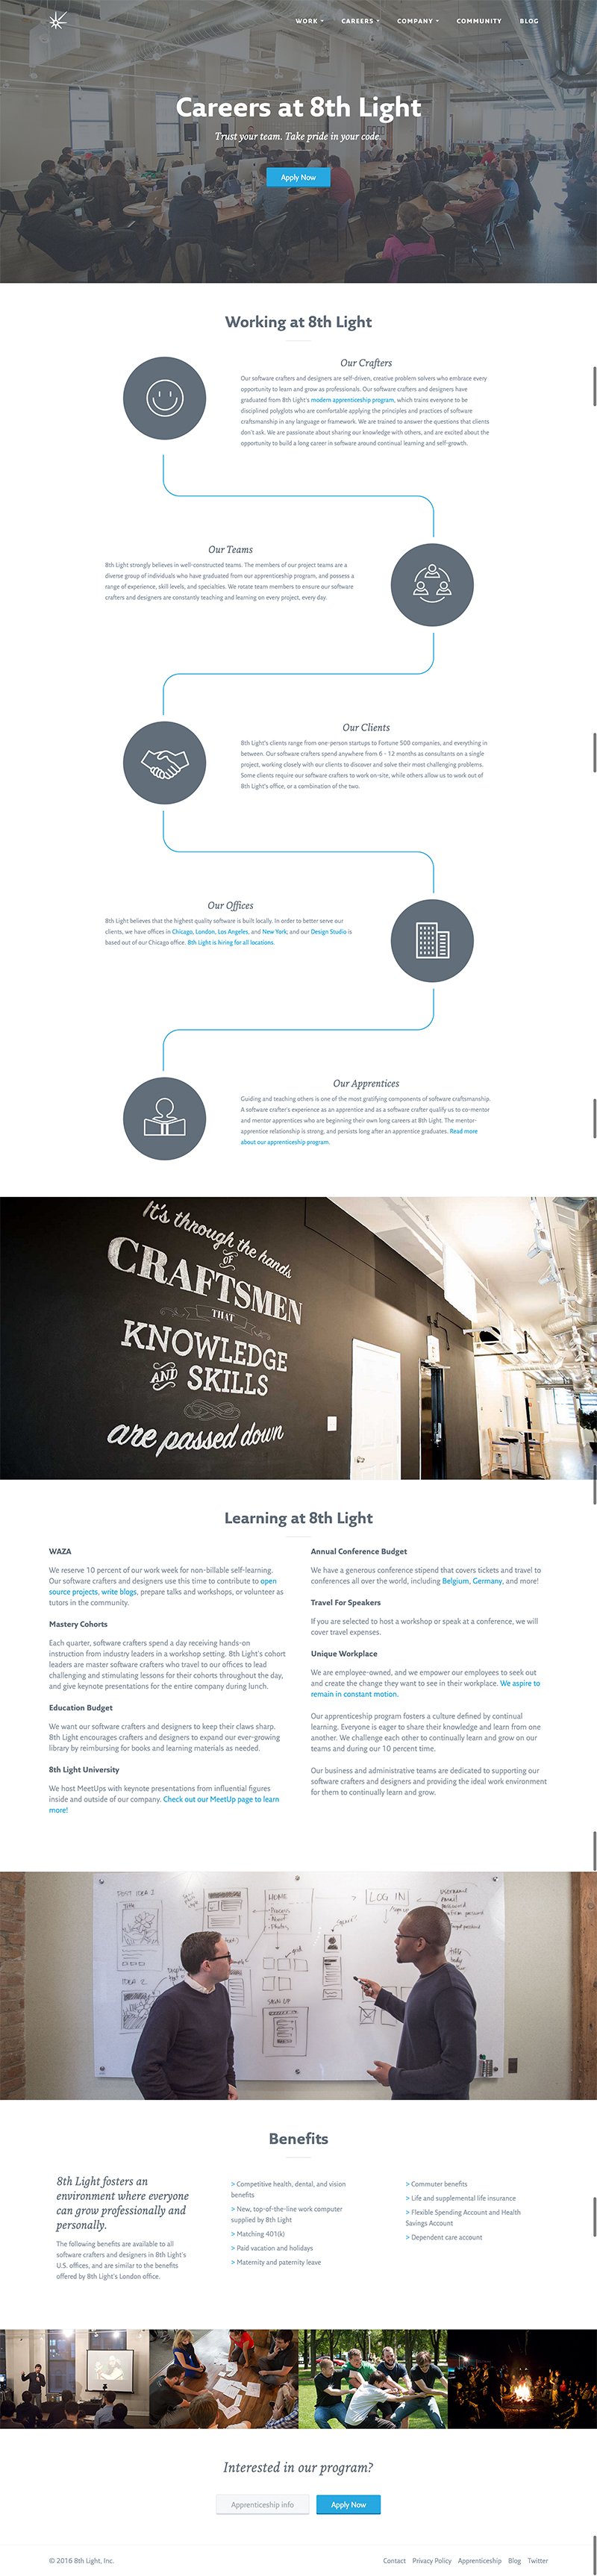 WORK CAREERS COMPANY COMMUNITY BLOG
Careers at 8th Light
Trust your team. Take pride in your code.
Apply Now
Working at 8th Light
Our Crafters
Our software crafters and designers are self-driven, creative problem solvers who embrace every
opportunity to learn and grow as professionals. Our software crafters and designers have
graduated from 8th Light's modern apprenticeship program, which trains everyone to be
disciplined polyglots who are comfortable applying the principles and practices of software
craftsmanship in any language or framework. We are trained to answer the questions that clients
don't ask. We are passionate about sharing our knowledge with others, and are excited about the
opportunity to build a long career in software around continual learning and self-growth.
Our Teams
8th Light strongly believes in well-constructed teams. The members of our project teams are a
diverse group of individuals who have graduated from our apprenticeship program, and possess a
range of experience, skill levels, and specialties. We rotate team members to ensure our software
crafters and designers are constantly teaching and learning on every project, every day.
Our Clients
8th Light's clients range from one-person startups to Fortune 500 companies, and everything in
between. Our software crafters spend anywhere from 6 - 12 months as consultants on a single
project, working closely with our clients to discover and solve their most challenging problems.
Some clients require our software crafters to work on-site, while others allow us to work out of
8th Light's office, or a combination of the two.
Our Offices
8th Light believes that the highest quality software is built locally. In order to better serve our
clients, we have offices in Chicago, London, Los Angeles, and New York; and our Design Studio is
based out of our Chicago office. 8th Light is hiring for all locations.
Our Apprentices
Guiding and teaching others is one of the most gratifying components of software craftsmanship.
A software crafter's experience as an apprentice and as a software crafter qualify us to co-mentor
and mentor apprentices who are beginning their own long careers at 8th Light. The mentor-
apprentice relationship is strong, and persists long after an apprentice graduates. Read more
about our apprenticeship program.
It's through the hands
OF
CRAFTSMEN
THAT
KNOWLEDGE
AND SKILLS
are passed down
Learning at 8th Light
WAZA
We reserve 10 percent of our work week for non-billable self-learning.
Our software crafters and designers use this time to contribute to open
source projects, write blogs, prepare talks and workshops, or volunteer as
tutors in the community.
Mastery Cohorts
Each quarter, software crafters spend a day receiving hands-on
instruction from industry leaders in a workshop setting. 8th Light's cohort
leaders are master software crafters who travel to our offices to lead
challenging and stimulating lessons for their cohorts throughout the day,
and give keynote presentations for the entire company during lunch.
Education Budget
We want our software crafters and designers to keep their claws sharp.
8th Light encourages crafters and designers to expand our ever-growing
library by reimbursing for books and learning materials as needed.
8th Light University
We host MeetUps with keynote presentations from influential figures
inside and outside of our company. Check out our MeetUp page to learn
more!
Annual Conference Budget
We have a generous conference stipend that covers tickets and travel to
conferences all over the world, including Belgium, Germany, and more!
Travel For Speakers
If you are selected to host a workshop or speak at a conference, we will
cover travel expenses.
Unique Workplace
We are employee-owned, and we empower our employees to seek out
and create the change they want to see in their workplace. We aspire to
remain in constant motion.
Our apprenticeship program fosters a culture defined by continual
learning. Everyone is eager to share their knowledge and learn from one
another. We challenge each other to continually learn and grow on our
teams and during our 10 percent time.
Our business and administrative teams are dedicated to supporting our
software crafters and designers and providing the ideal work environment
for them to continually learn and grow.
POST IDEA 2
HOME
LOG IN
IDEA 2
SIGN UP
Benefits
8th Light fosters an
environment where everyone
can grow professionally and
personally.
The following benefits are available to all
software crafters and designers in 8th Light's
U.S. offices, and are similar to the benefits
offered by 8th Light's London office.
> Competitive health, dental, and vision
benefits
> New, top-of-the-line work computer
supplied by 8th Light
> Matching 401(k)
> Paid vacation and holidays
> Maternity and paternity leave
> Commuter benefits
> Life and supplemental life insurance
> Flexible Spending Account and Health
Savings Account
> Dependent care account
Interested in our program?
Apprenticeship info Apply Now
© 2016 8th Light, Inc. Contact Privacy Policy Apprenticeship Blog Twitter